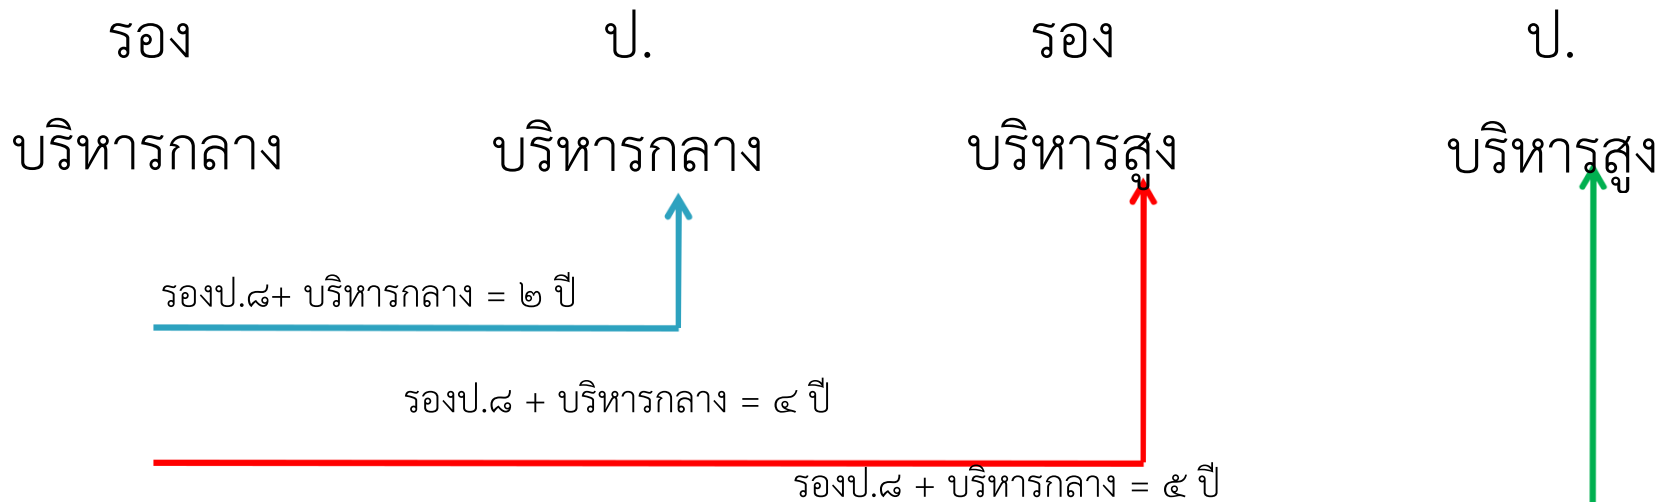 รอง ป. รอง ป.
บริหารกลาง บริหารกลาง บริหารสูง บริหารสูง
รองป.๘+ บริหารกลาง = ๒ ปี
รองป.๘ + บริหารกลาง = ๔ ปี
รองป.๘ + บริหารกลาง = ๕ ปี